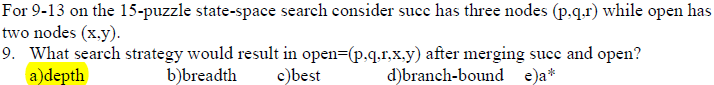 For 9-13 on the 15-puzzle state-space search consider succ has three nodes (p,q,r) while open has
two nodes (x,y).
9. What search strategy would result in open=(p,q,r,x,y) after merging succ and open?
a)depth b)breadth c)best d)branch-bound e)a*